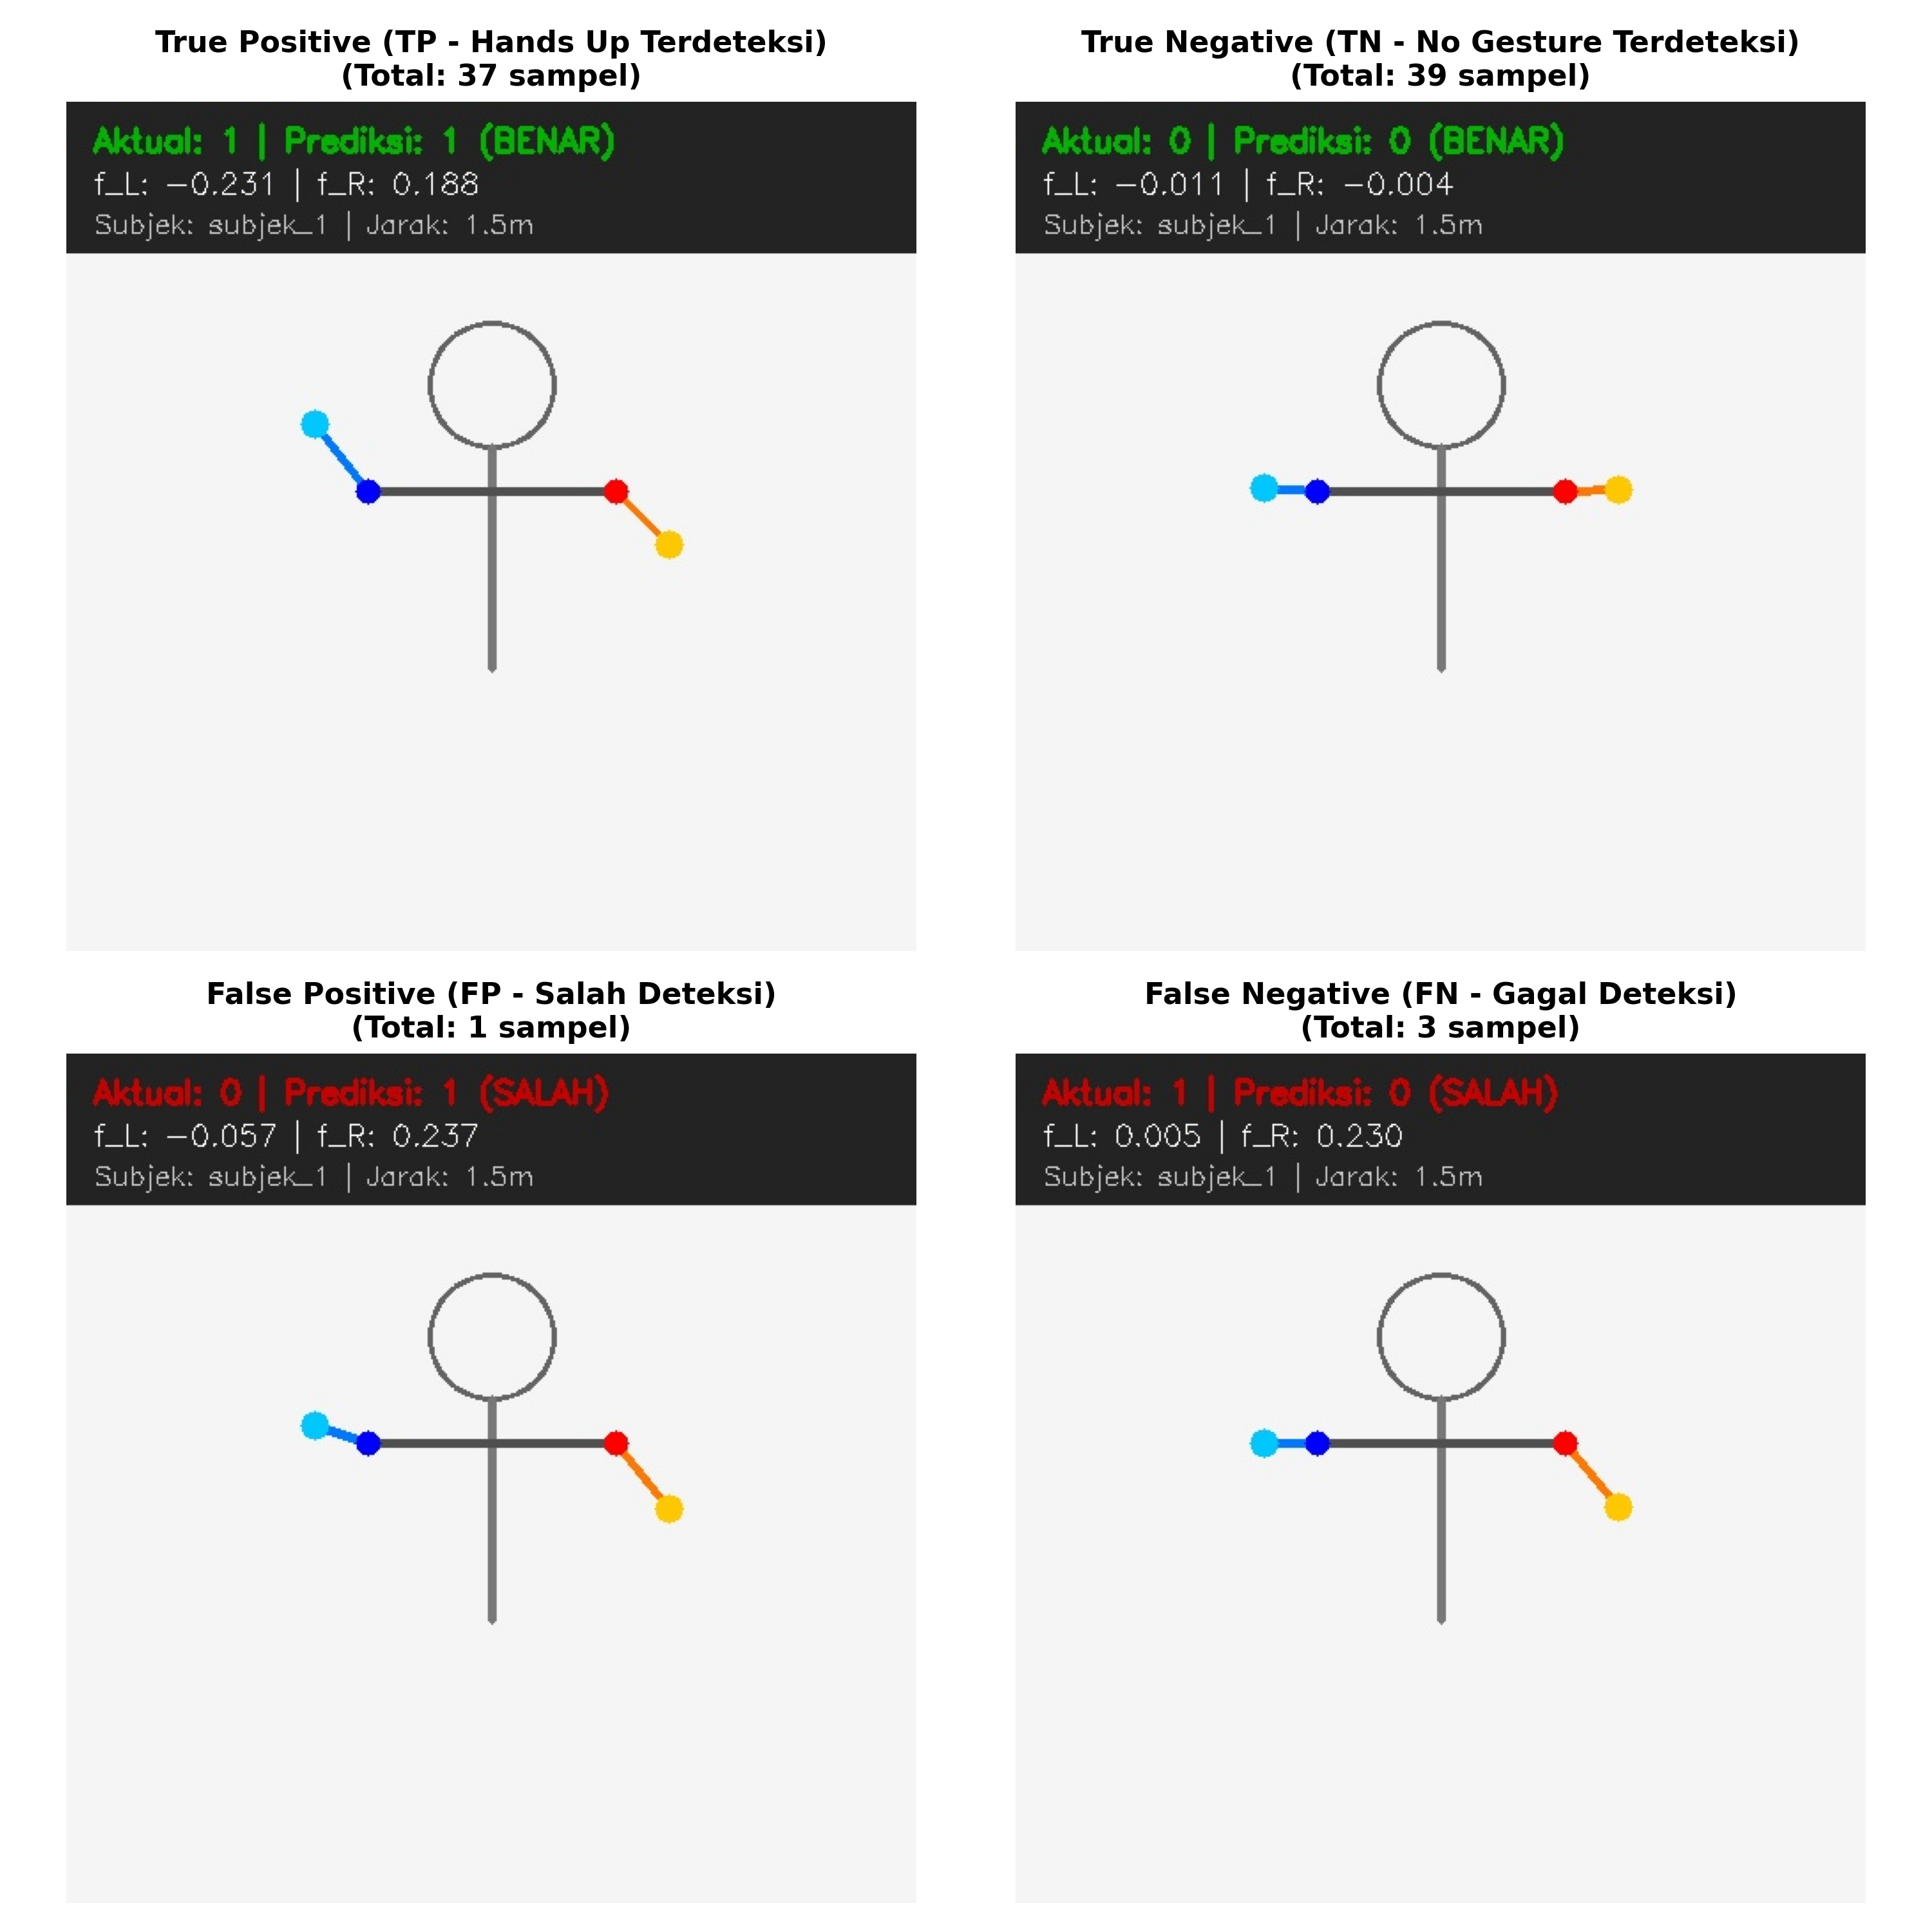 True Positive (TP - Hands Up Terdeteksi)
(Total: 37 sampel)
Aktual: 1 | Prediksi: 1 (BENAR)
f_L: -0.231 | f_R: 0.188
Subjek: subjek_1 | Jarak: 1.5m
True Negative (TN - No Gesture Terdeteksi)
(Total: 39 sampel)
Aktual: 0 | Prediksi: 0 (BENAR)
f_L: -0.011 | f_R: -0.004
Subjek: subjek_1 | Jarak: 1.5m
False Positive (FP - Salah Deteksi)
(Total: 1 sampel)
Aktual: 0 | Prediksi: 1 (SALAH)
f_L: -0.057 | f_R: 0.237
Subjek: subjek_1 | Jarak: 1.5m
False Negative (FN - Gagal Deteksi)
(Total: 3 sampel)
Aktual: 1 | Prediksi: 0 (SALAH)
f_L: 0.005 | f_R: 0.230
Subjek: subjek_1 | Jarak: 1.5m